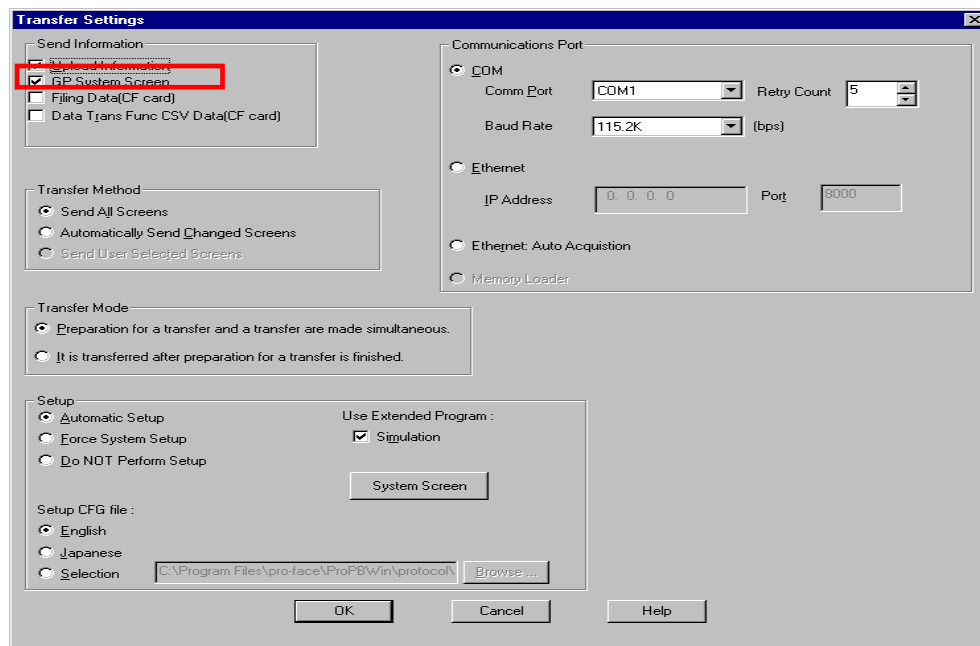 Transfer Settings
Send Information
Upload Information
GP System Screen
Filing Data(CF card)
Data Trans Func CSV Data(CF card)
Transfer Method
Send All Screens
Automatically Send Changed Screens
Send User Selected Screens
Transfer Mode
Preparation for a transfer and a transfer are made simultaneous.
It is transferred after preparation for a transfer is finished.
Communications Port
COM
Comm Port COM1 Retry Count 5
Baud Rate 115.2K (bps)
Ethernet
IP Address 0. 0. 0. 0 Port 8000
Ethernet: Auto Acquistion
Memory Loader
Setup
Automatic Setup
Force System Setup
Do NOT Perform Setup
Use Extended Program :
Simulation
System Screen
Setup CFG file :
English
Japanese
Selection C:\Program Files\pro-face\ProPBWin\protocol\ Browse ...
OK Cancel Help